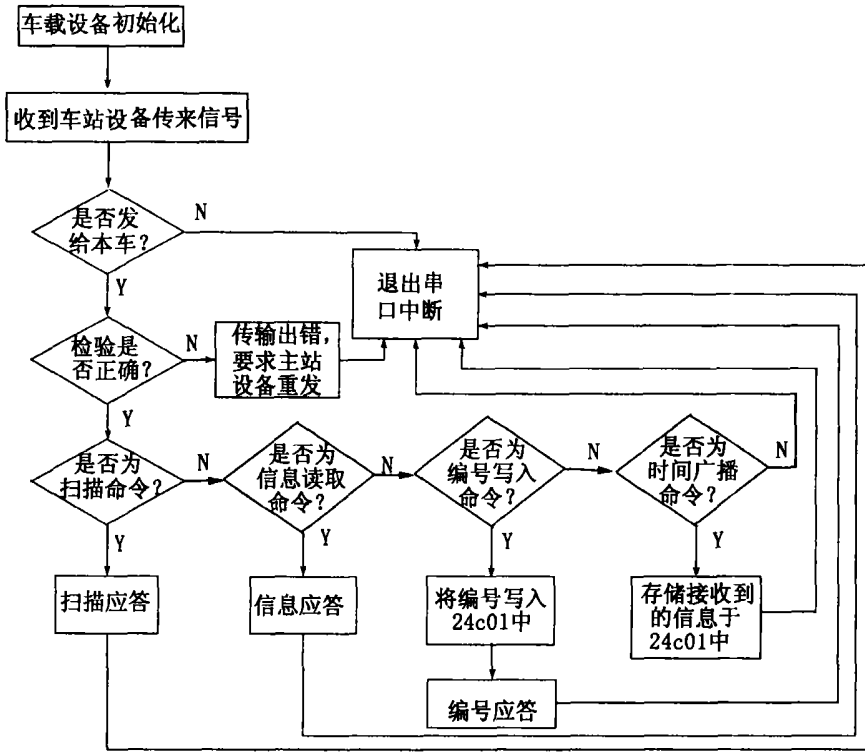 车载设备初始化
收到车站设备传来信号
是否发
给本车?
N
Y
退出串
口中断
检验是
否正确?
N
传输出错,
要求主站
设备重发
Y
是否为
扫描命令?
N
是否为
信息读取
命令?
N
是否为
编号写入
命令?
N
是否为
时间广播
命令?
N
Y
Y
Y
Y
扫描应答
信息应答
将编号写入
24c01中
存储接收到
的信息于
24c01中
编号应答